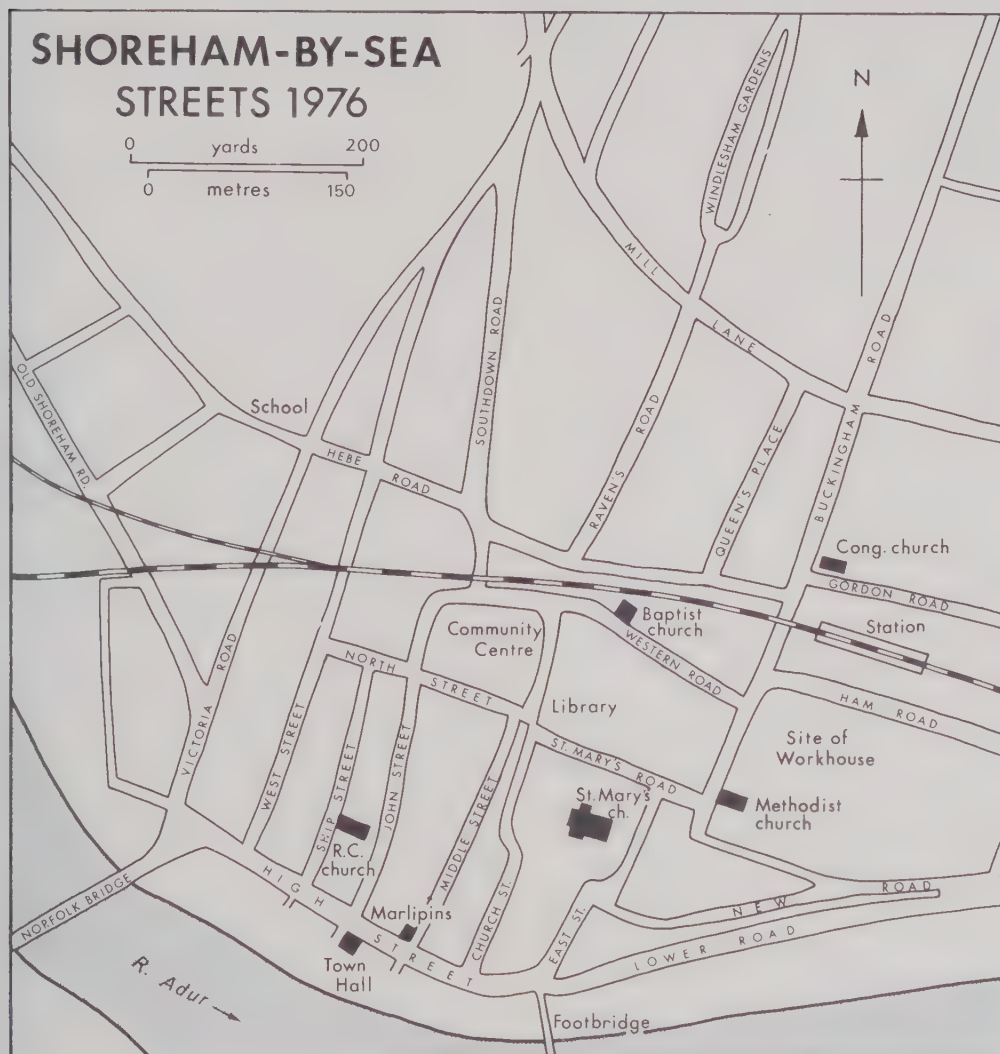 SHOREHAM-BY-SEA
STREETS 1976
0 yards 200
0 metres 150
N
WINDLESHAM GARDENS
MILL
LANE
ROAD
BUCKINGHAM
SOUTHDOWN ROAD
RAVEN'S ROAD
QUEEN'S PLACE
OLD SHOREHAM RD.
School
HEBE
ROAD
Cong. church
GORDON ROAD
Station
Baptist
church
WESTERN ROAD
Community
Centre
NORTH
STREET
HAM ROAD
Library
Site of
Workhouse
VICTORIA ROAD
WEST STREET
SHIP STREET
JOHN STREET
MIDDLE STREET
ST. MARY'S ROAD
St. Mary's
ch.
Methodist
church
R.C.
church
HIGH
STREET
Marlipins
CHURCH ST.
EAST ST.
NEW
ROAD
LOWER ROAD
NORFOLK BRIDGE
Town
Hall
R. Adur
Footbridge